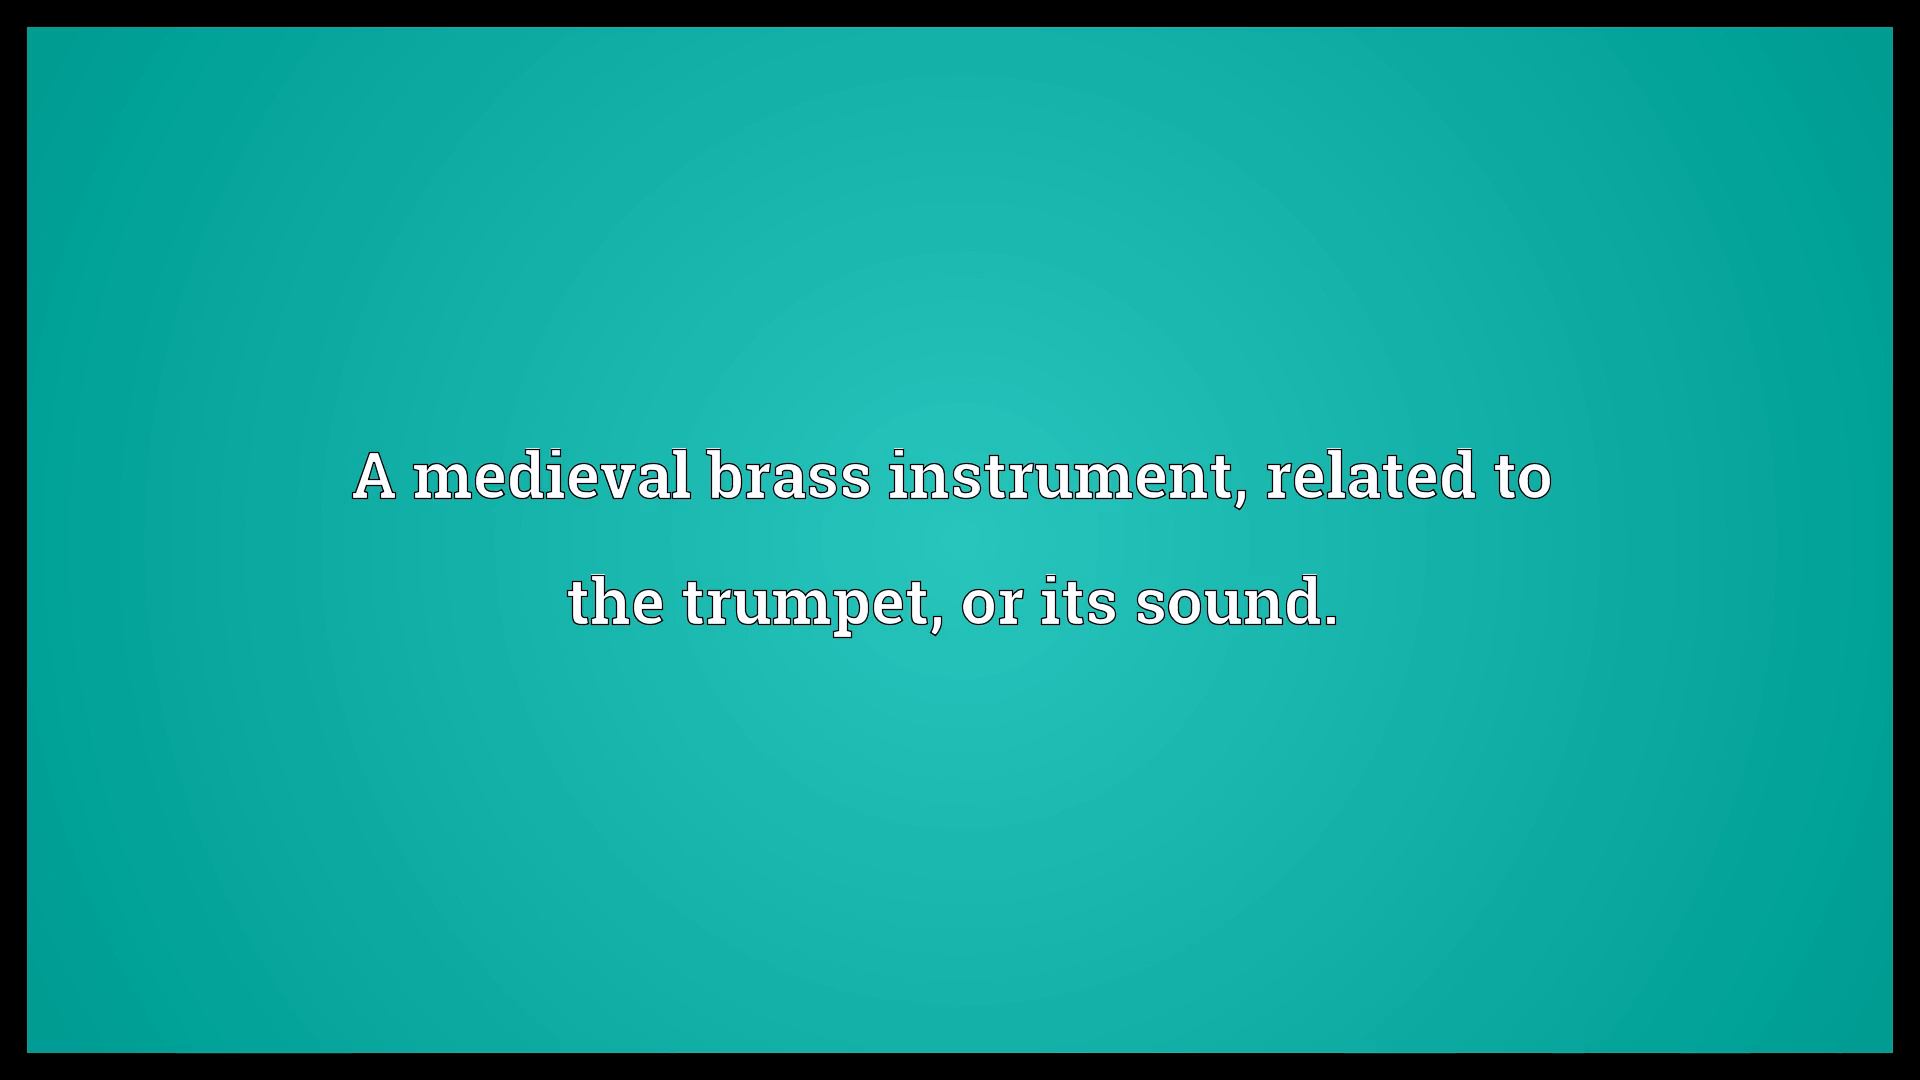 A medieval brass instrument, related to
the trumpet, or its sound.